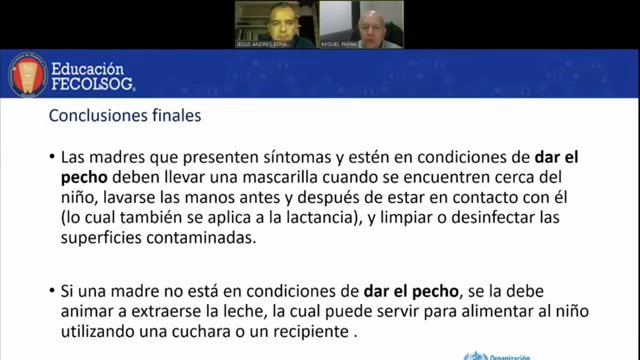 JESUS ANDRES BENA...
MIGUEL PARRA
Educación
FECOLSOG
Conclusiones finales
• Las madres que presenten síntomas y estén en condiciones de dar el
pecho deben llevar una mascarilla cuando se encuentren cerca del
niño, lavarse las manos antes y después de estar en contacto con él
(lo cual también se aplica a la lactancia), y limpiar o desinfectar las
superficies contaminadas.
• Si una madre no está en condiciones de dar el pecho, se la debe
animar a extraerse la leche, la cual puede servir para alimentar al niño
utilizando una cuchara o un recipiente .
Organización